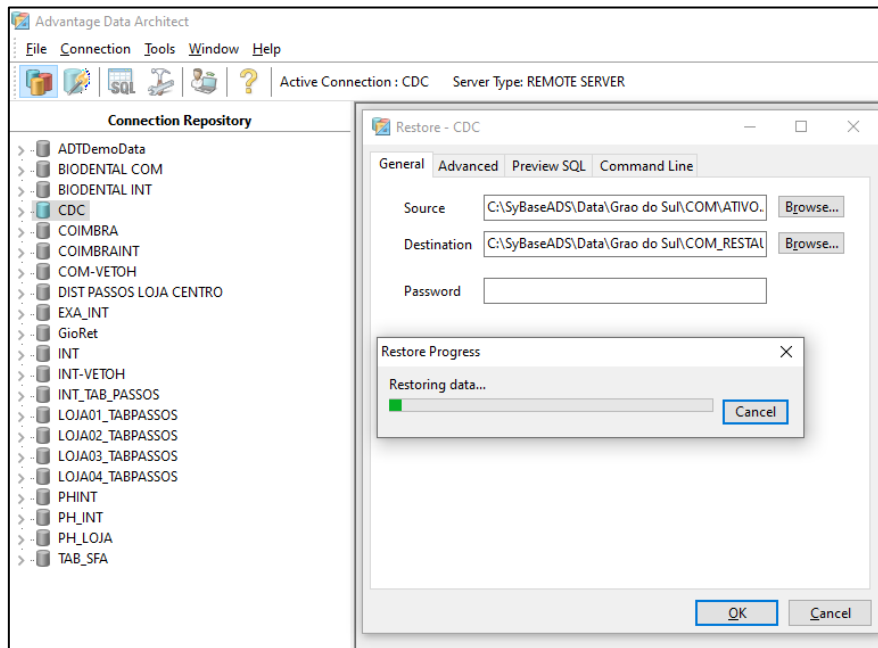 Advantage Data Architect
File Connection Tools Window Help
SQL
Active Connection : CDC Server Type: REMOTE SERVER
Connection Repository
ADTDemoData
BIODENTAL COM
BIODENTAL INT
CDC
COIMBRA
COIMBRAINT
COM-VETOH
DIST PASSOS LOJA CENTRO
EXA_INT
GioRet
INT
INT-VETOH
INT_TAB_PASSOS
LOJA01_TABPASSOS
LOJA02_TABPASSOS
LOJA03_TABPASSOS
LOJA04_TABPASSOS
PHINT
PH_INT
PH_LOJA
TAB_SFA
Restore - CDC
General Advanced Preview SQL Command Line
Source C:\SyBaseADS\Data\Grao do Sul\COM\ATIVO. Browse...
Destination C:\SyBaseADS\Data\Grao do Sul\COM_RESTAU Browse...
Password
Restore Progress
Restoring data...
Cancel
OK Cancel